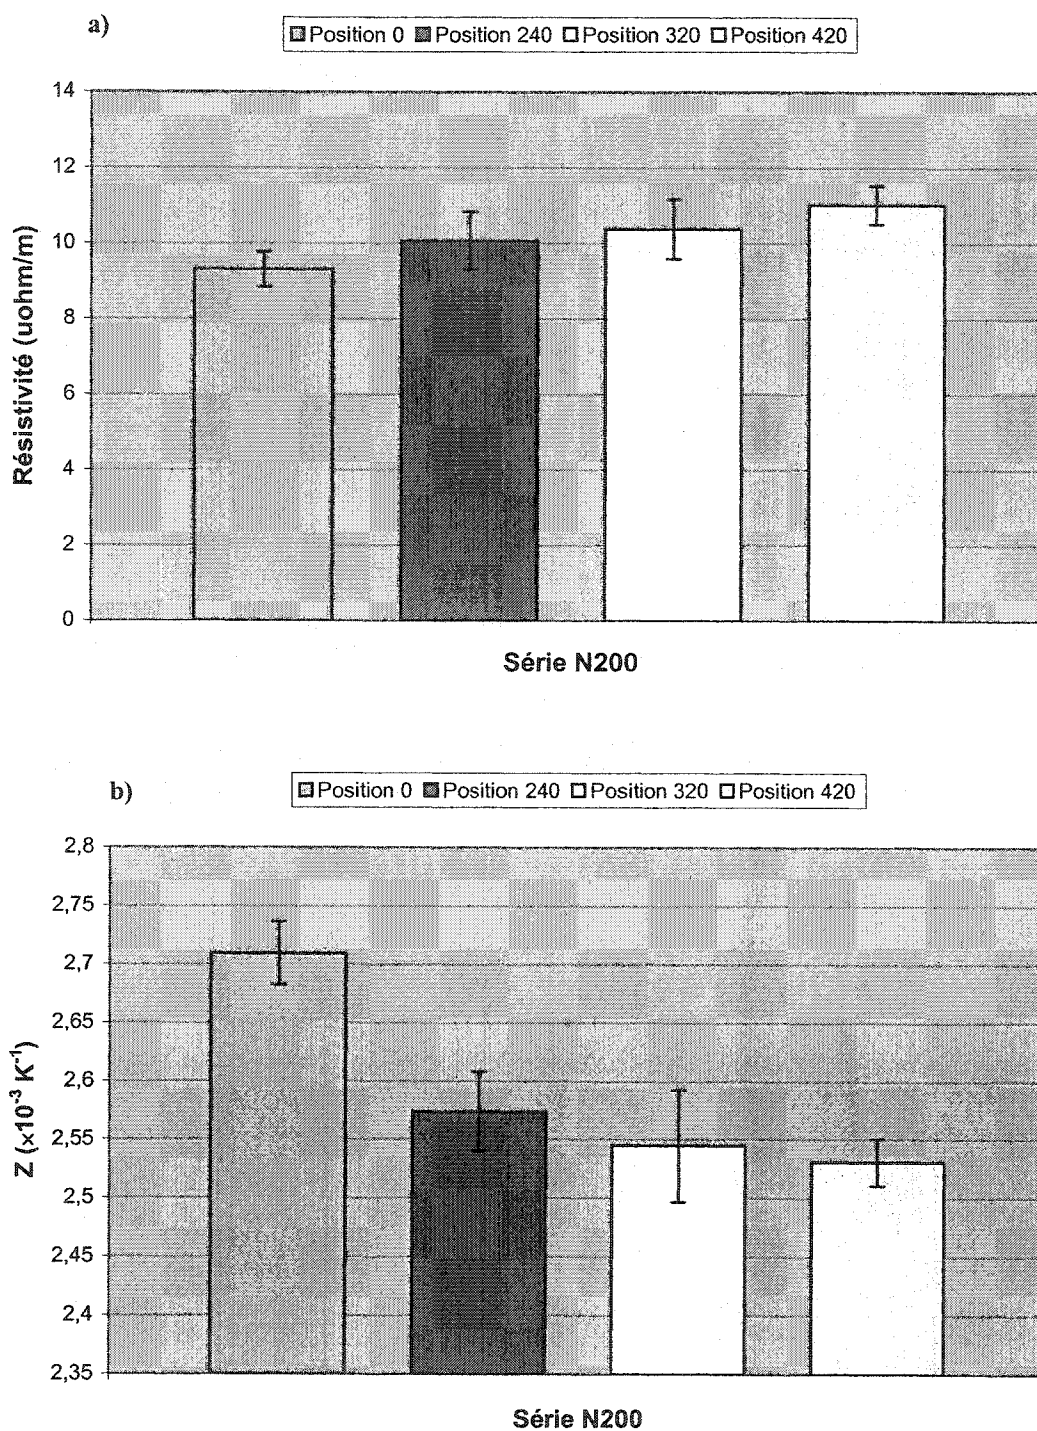 a)
Position 0 Position 240 Position 320 Position 420
14
12
10
8
6
4
2
0
Résistivité (uohm/m)
Série N200
b)
Position 0 Position 240 Position 320 Position 420
2,8
2,75
2,7
2,65
2,6
2,55
2,5
2,45
2,4
2,35
Z (×10⁻³ K⁻¹)
Série N200